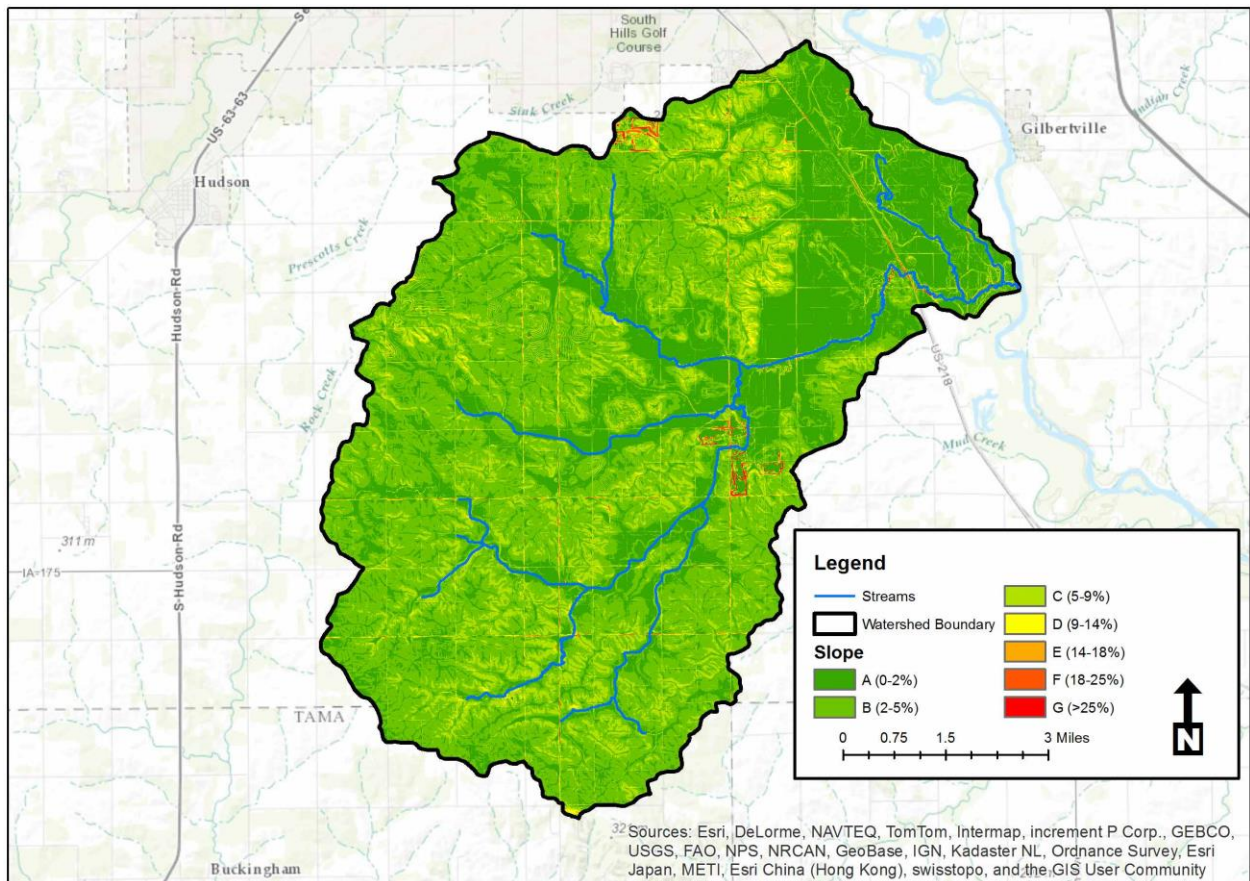 South
Hills Golf
Course
US-63-63
Sink Creek
Indian Creek
Gilbertville
Hudson
Prescotts Creek
Hudson-Rd
Rock Creek
US-218
Mud Creek
311 m
IA-175
S-Hudson-Rd
TAMA
Buckingham
Legend
Streams
Watershed Boundary
Slope
A (0-2%)
B (2-5%)
C (5-9%)
D (9-14%)
E (14-18%)
F (18-25%)
G (>25%)
0 0.75 1.5 3 Miles
N
Sources: Esri, DeLorme, NAVTEQ, TomTom, Intermap, increment P Corp., GEBCO,
USGS, FAO, NPS, NRCAN, GeoBase, IGN, Kadaster NL, Ordnance Survey, Esri
Japan, METI, Esri China (Hong Kong), swisstopo, and the GIS User Community